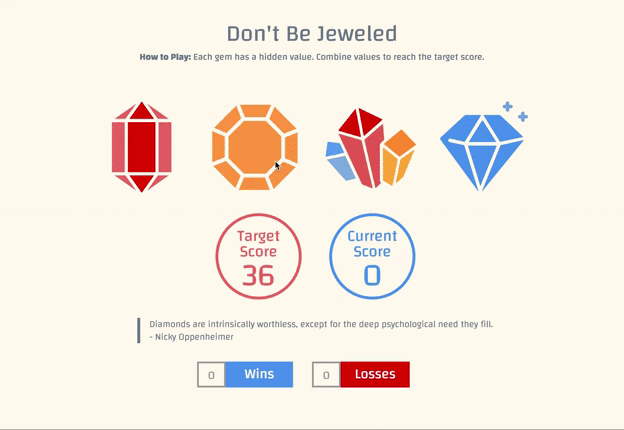 Don't Be Jeweled
How to Play: Each gem has a hidden value. Combine values to reach the target score.
Target
Score
36
Current
Score
0
Diamonds are intrinsically worthless, except for the deep psychological need they fill.
- Nicky Oppenheimer
0 Wins
0 Losses